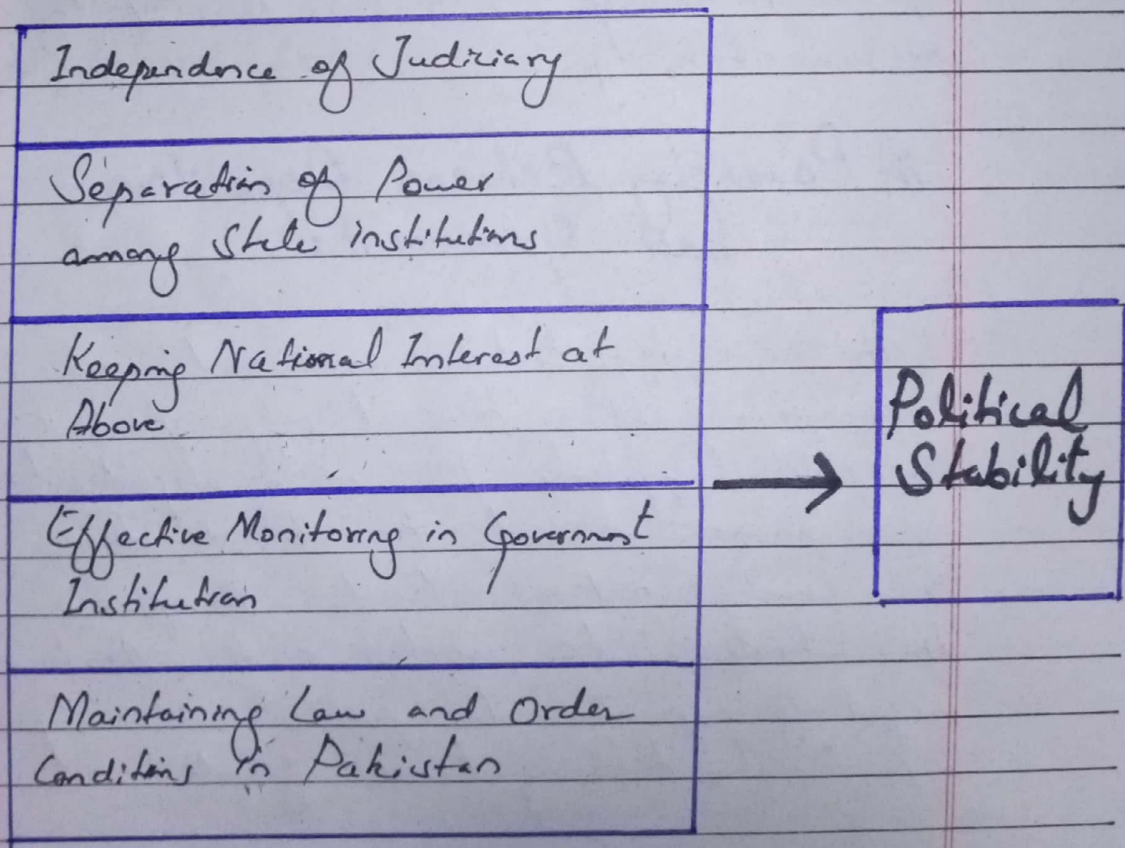 Independence of Judiciary
Separation of Power
among State institutions
Keeping National Interest at
Above
Effective Monitoring in Government
Institution
Maintaining Law and Order
Conditions in Pakistan
Political
Stability